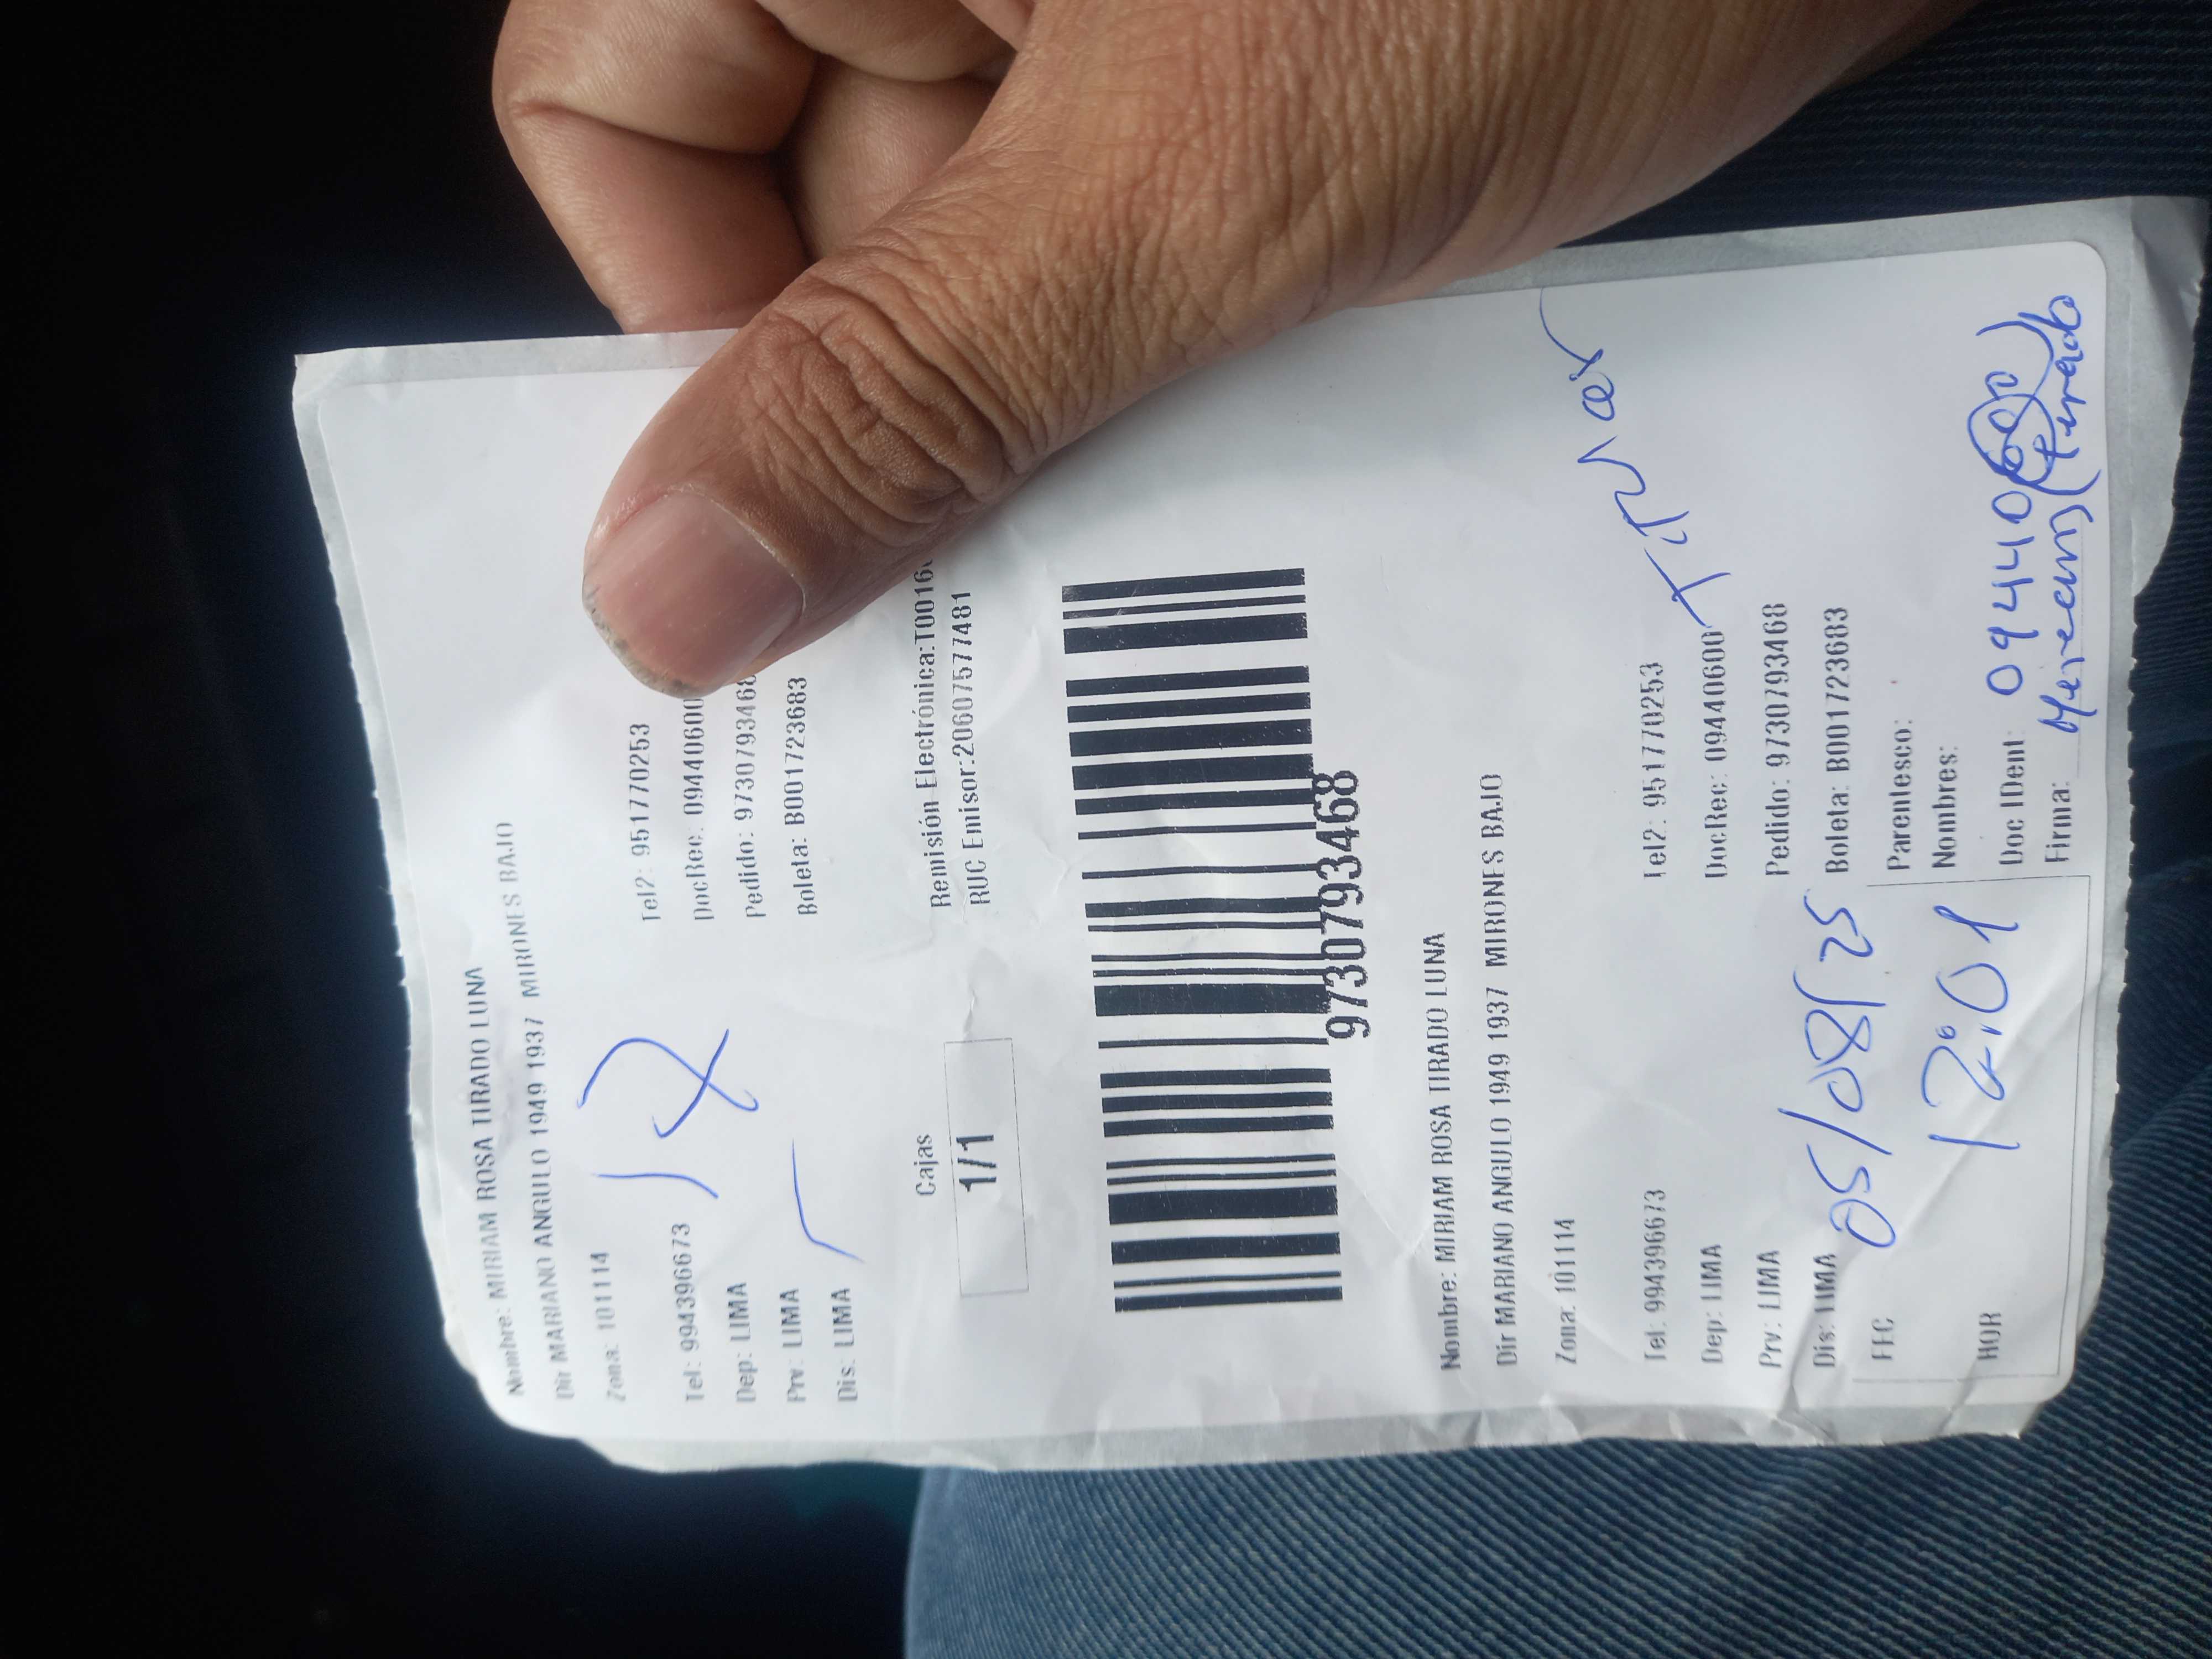 Nombre: MIRIAM ROSA TIRADO LUNA
Dir MARIANO ANGULO 1949 1937 MIRONES BAJO
Zona: 101114
17
Tel: 994396673 Tel2: 951770253
Dep: LIMA DocRec: 09440600
Prv: LIMA Pedido: 9730793468
Dis: LIMA Boleta: B001723683
Cajas Remisión Electrónica:T0016
1/1 RUC Emisor:20607577481
9730793468
Nombre: MIRIAM ROSA TIRADO LUNA
Dir MARIANO ANGULO 1949 1937 MIRONES BAJO
Zona: 101114
Tel: 994396673 Tel2: 951770253
Dep: LIMA DocRec: 09440600
Prv: LIMA Pedido: 9730793468
Dis: LIMA Boleta: B001723683
FEC 05/08/25 Parentesco:
Nombres:
HOR 12:01 Doc IDent: 09440
Firma: